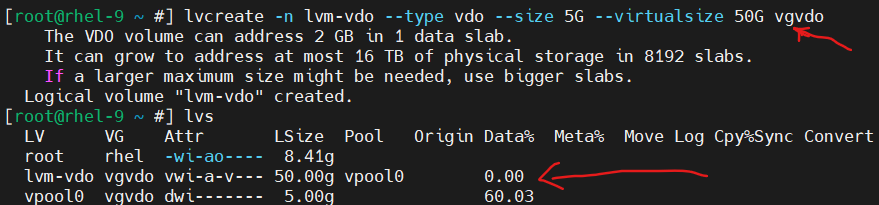 [root@rhel-9 ~ #] lvcreate -n lvm-vdo --type vdo --size 5G --virtualsize 50G vgvdo
    The VDO volume can address 2 GB in 1 data slab.
    It can grow to address at most 16 TB of physical storage in 8192 slabs.
    If a larger maximum size might be needed, use bigger slabs.
  Logical volume "lvm-vdo" created.
[root@rhel-9 ~ #] lvs
  LV      VG    Attr       LSize  Pool   Origin Data%  Meta%  Move Log Cpy%Sync Convert
  root    rhel  -wi-ao----  8.41g
  lvm-vdo vgvdo vwi-a-v--- 50.00g vpool0        0.00
  vpool0  vgvdo dwi-------  5.00g               60.03